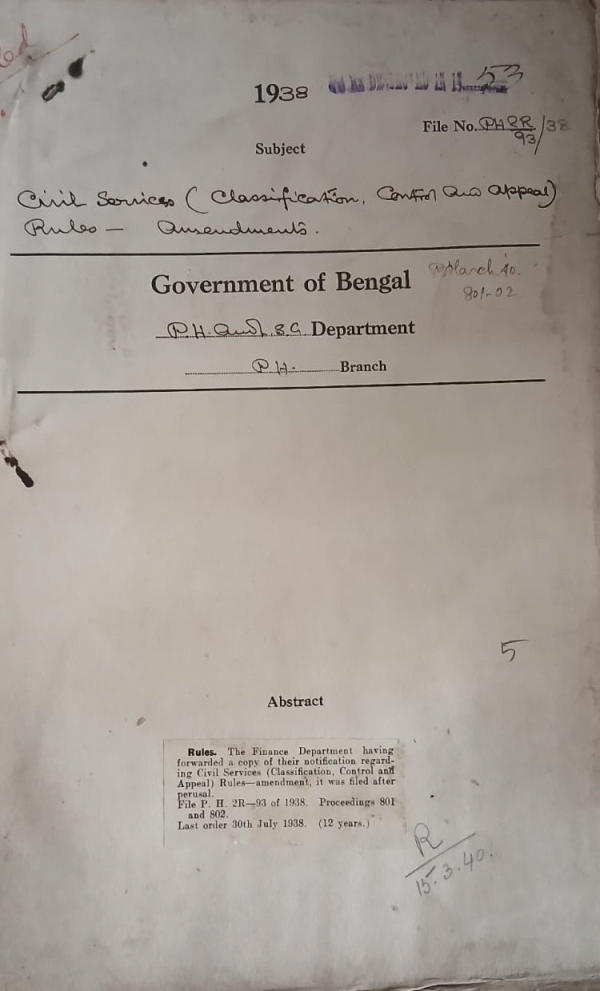 1938
53
File No. PH 2R/93/38
Subject
Civil Services (Classification, Control and Appeal)
Rules — Amendments.
Government of Bengal
March 40.
801-02
P.H. and L.S.G. Department
P.H. Branch
5
Abstract
Rules. The Finance Department having
forwarded a copy of their notification regard-
ing Civil Services (Classification, Control and
Appeal) Rules—amendment, it was filed after
perusal.
File P. H. 2R—93 of 1938. Proceedings 801
and 802.
Last order 30th July 1938. (12 years.)
R
15.3.40.